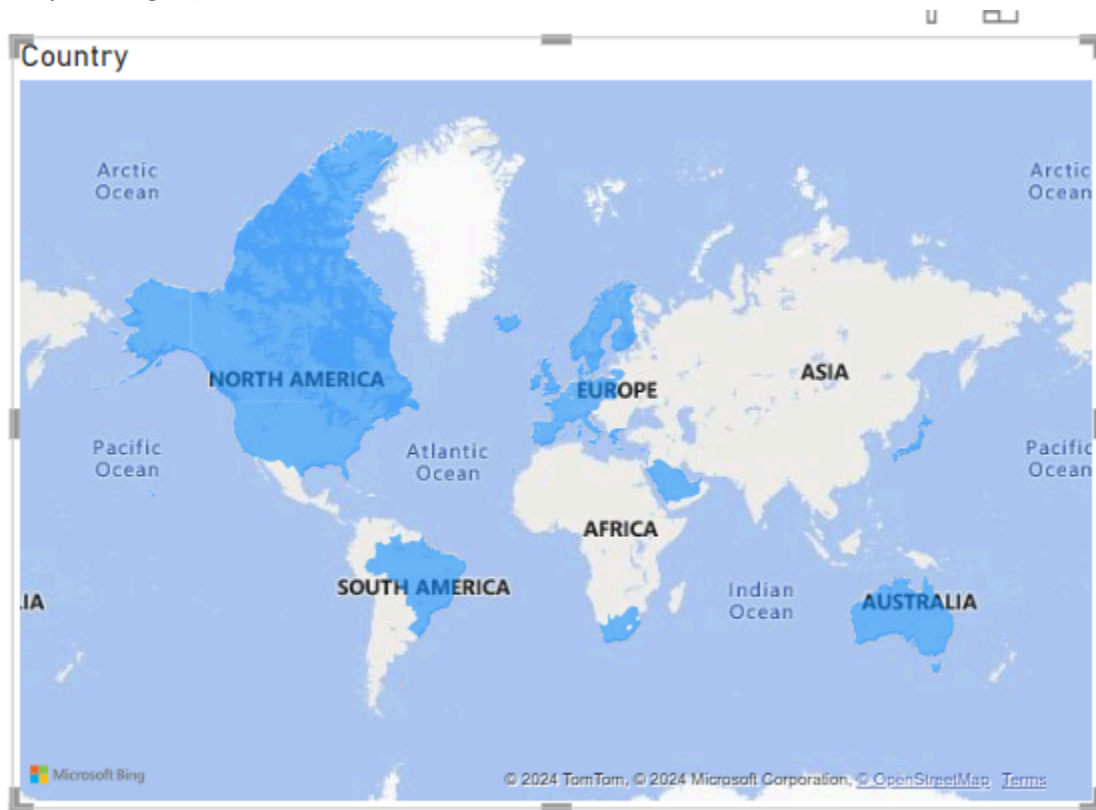 Country
Arctic
Ocean
Arctic
Ocean
NORTH AMERICA
EUROPE
ASIA
Pacific
Ocean
Atlantic
Ocean
Pacific
Ocean
AFRICA
SOUTH AMERICA
Indian
Ocean
IA
AUSTRALIA
Microsoft Bing
© 2024 TomTom, © 2024 Microsoft Corporation, © OpenStreetMap Terms